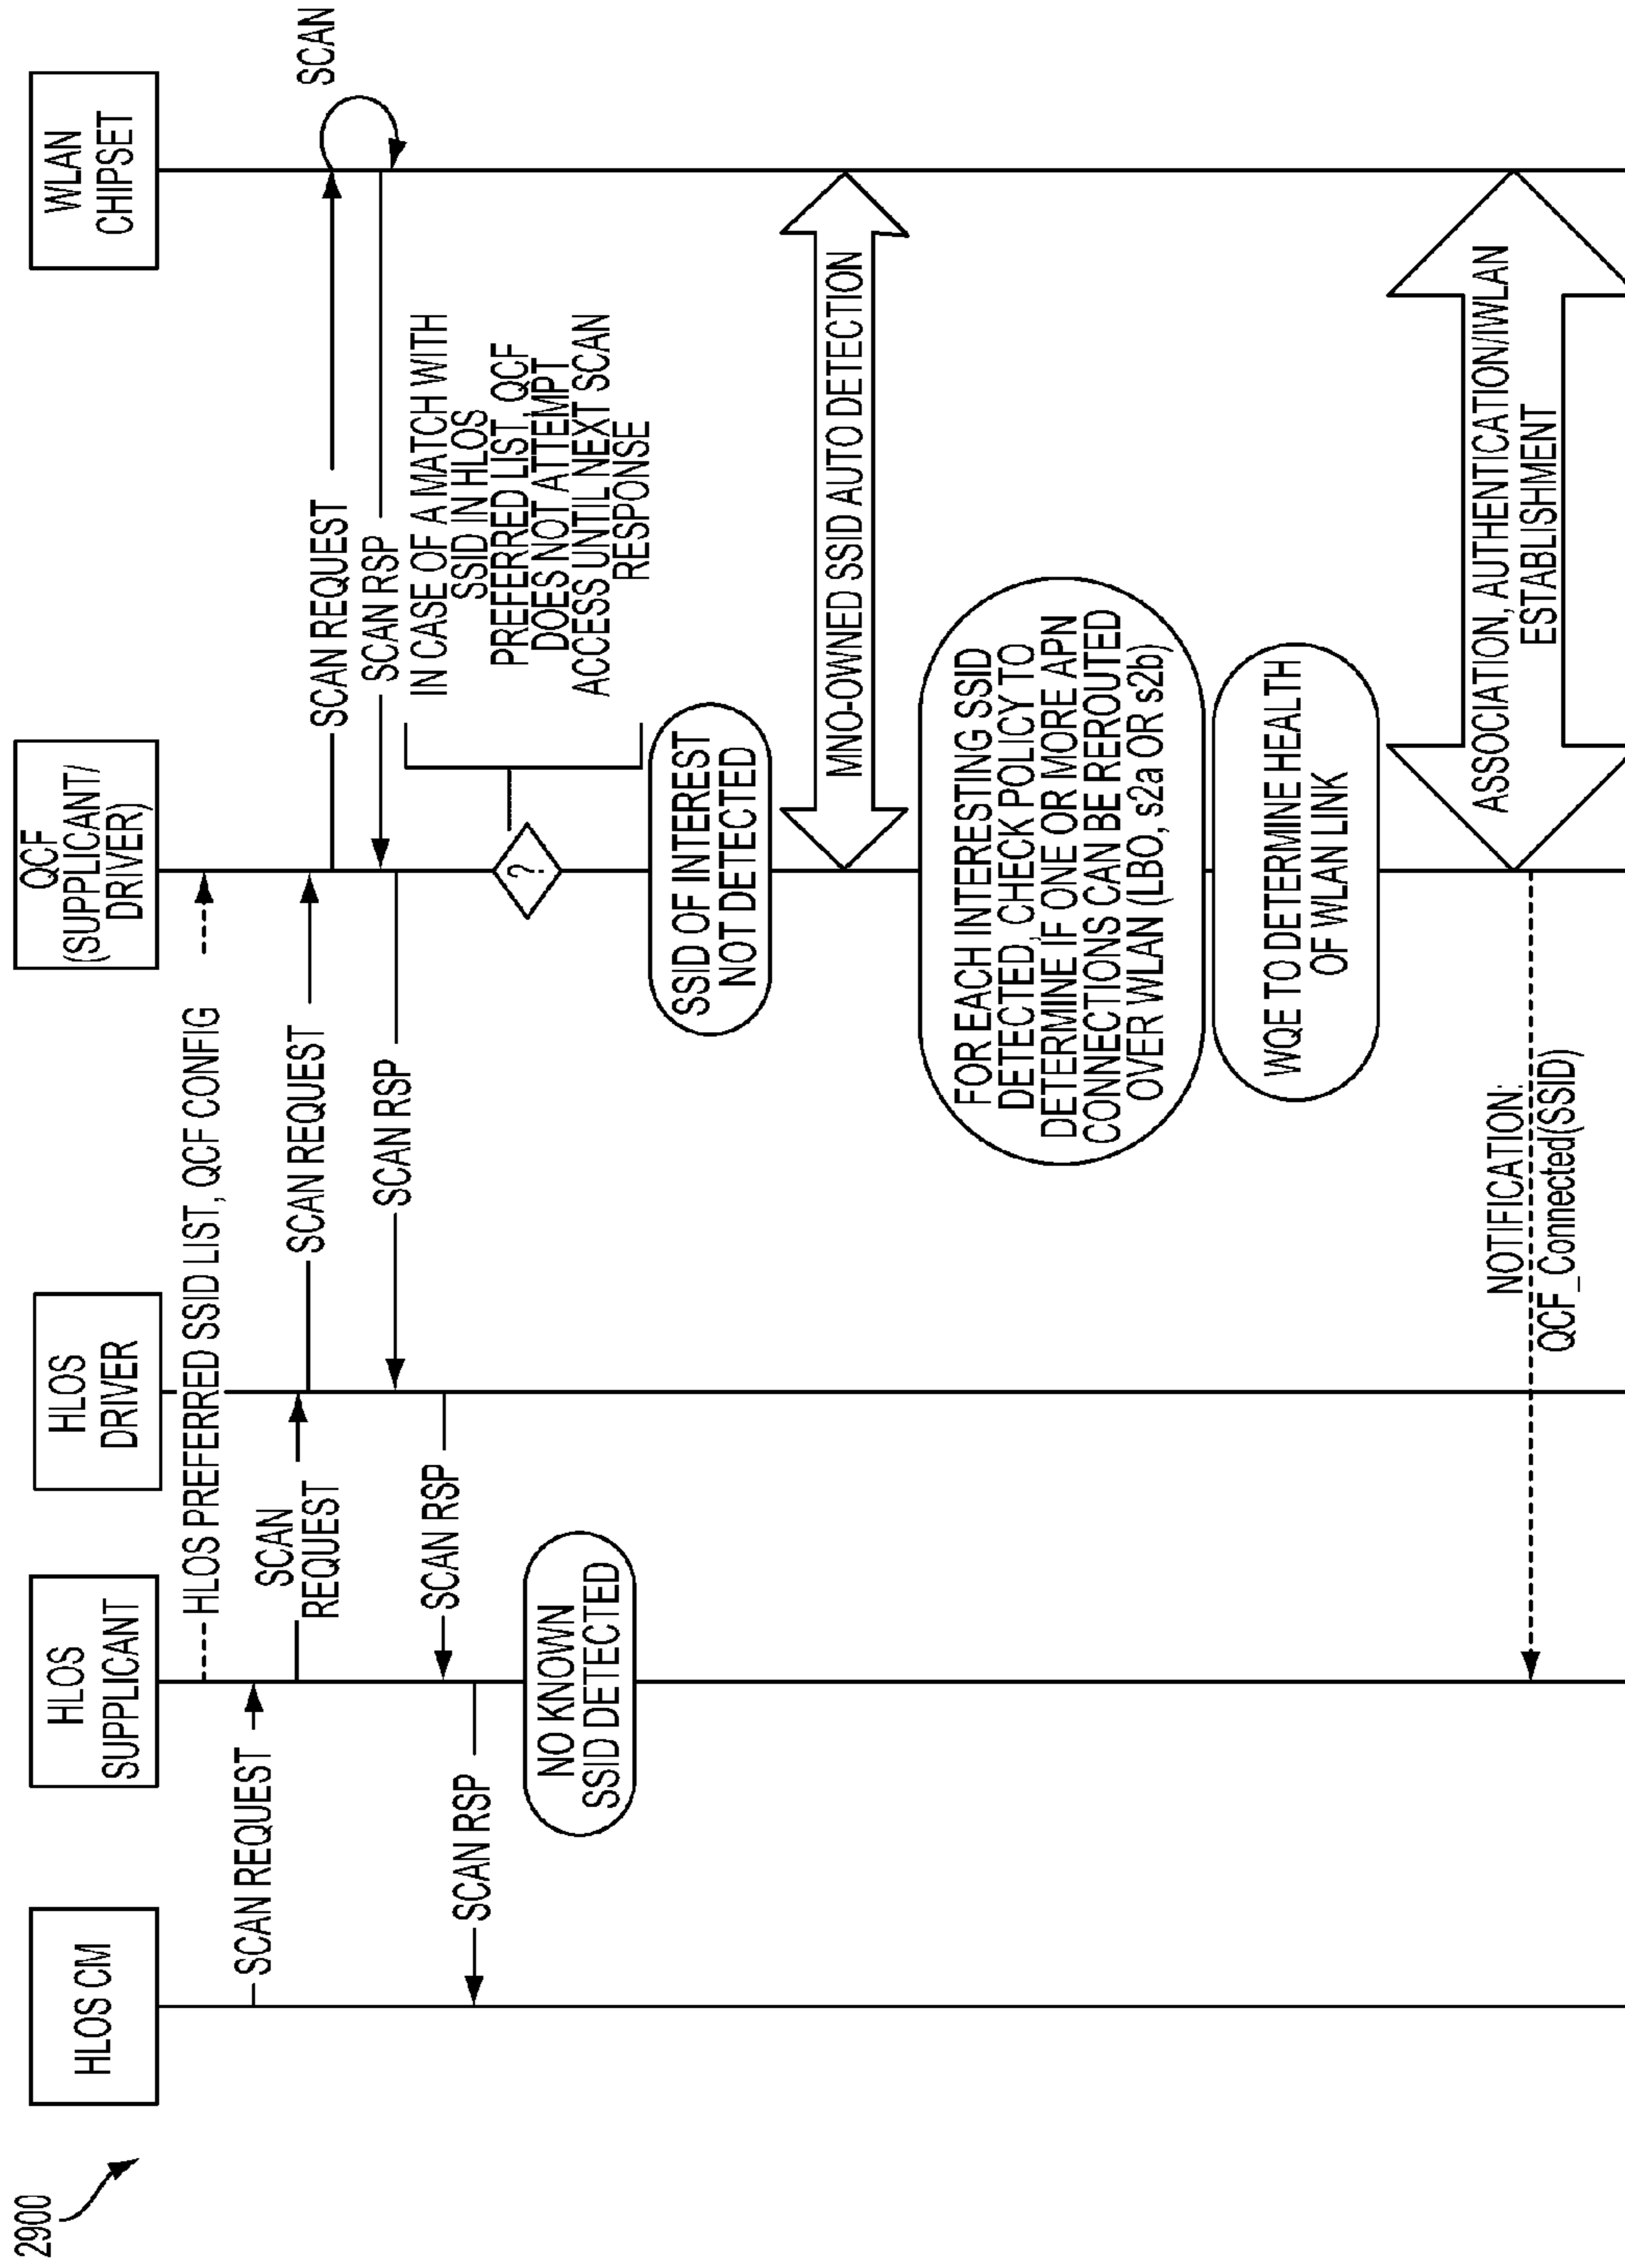 2900
HLOS CM
HLOS
SUPPLICANT
HLOS
DRIVER
QCF
(SUPPLICANT/
DRIVER)
WLAN
CHIPSET
HLOS PREFERRED SSID LIST, QCF CONFIG
SCAN REQUEST
SCAN
REQUEST
SCAN REQUEST
SCAN REQUEST
SCAN
SCAN RSP
SCAN RSP
SCAN RSP
SCAN RSP
IN CASE OF A MATCH WITH
SSID IN HLOS
PREFERRED LIST, QCF
DOES NOT ATTEMPT
ACCESS UNTIL NEXT SCAN
RESPONSE
?
NO KNOWN
SSID DETECTED
SSID OF INTEREST
NOT DETECTED
MNO-OWNED SSID AUTO DETECTION
FOR EACH INTERESTING SSID
DETECTED, CHECK POLICY TO
DETERMINE IF ONE OR MORE APN
CONNECTIONS CAN BE REROUTED
OVER WLAN (LBO, s2a OR s2b)
WQE TO DETERMINE HEALTH
OF WLAN LINK
ASSOCIATION, AUTHENTICATION/IWLAN
ESTABLISHMENT
NOTIFICATION:
QCF_Connected(SSID)